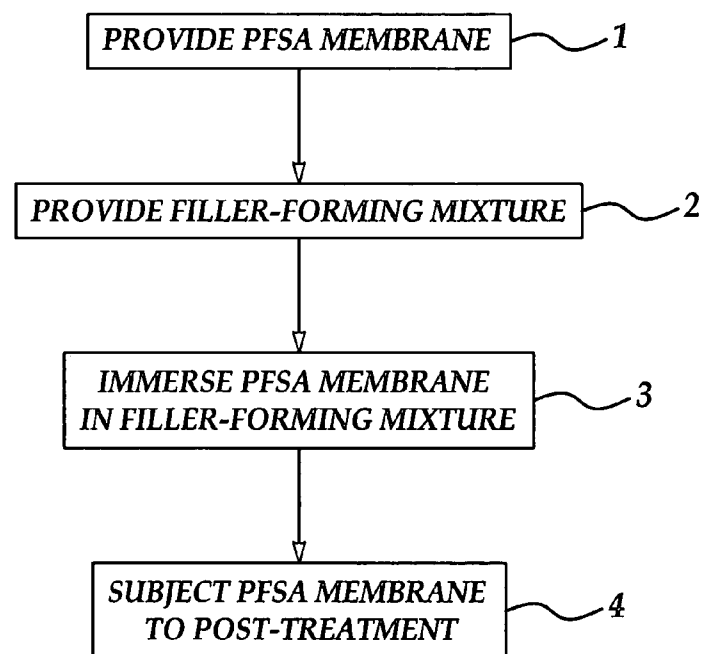 PROVIDE PFSA MEMBRANE 1
PROVIDE FILLER-FORMING MIXTURE 2
IMMERSE PFSA MEMBRANE
IN FILLER-FORMING MIXTURE 3
SUBJECT PFSA MEMBRANE
TO POST-TREATMENT 4